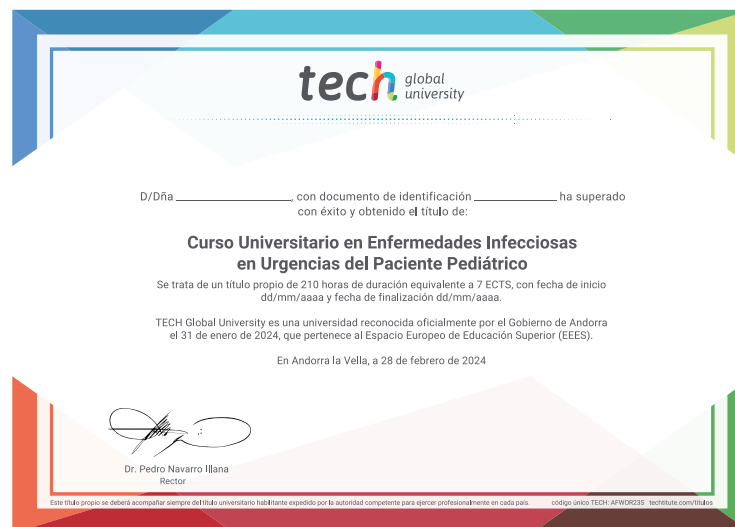 tech global university
D/Dña ______________, con documento de identificación ______________ ha superado
con éxito y obtenido el título de:
Curso Universitario en Enfermedades Infecciosas
en Urgencias del Paciente Pediátrico
Se trata de un título propio de 210 horas de duración equivalente a 7 ECTS, con fecha de inicio
dd/mm/aaaa y fecha de finalización dd/mm/aaaa.
TECH Global University es una universidad reconocida oficialmente por el Gobierno de Andorra
el 31 de enero de 2024, que pertenece al Espacio Europeo de Educación Superior (EEES).
En Andorra la Vella, a 28 de febrero de 2024
Dr. Pedro Navarro Illana
Rector
Este título propio se deberá acompañar siempre del título universitario habilitante expedido por la autoridad competente para ejercer profesionalmente en cada país. código único TECH: AFWOR23S techtitute.com/títulos